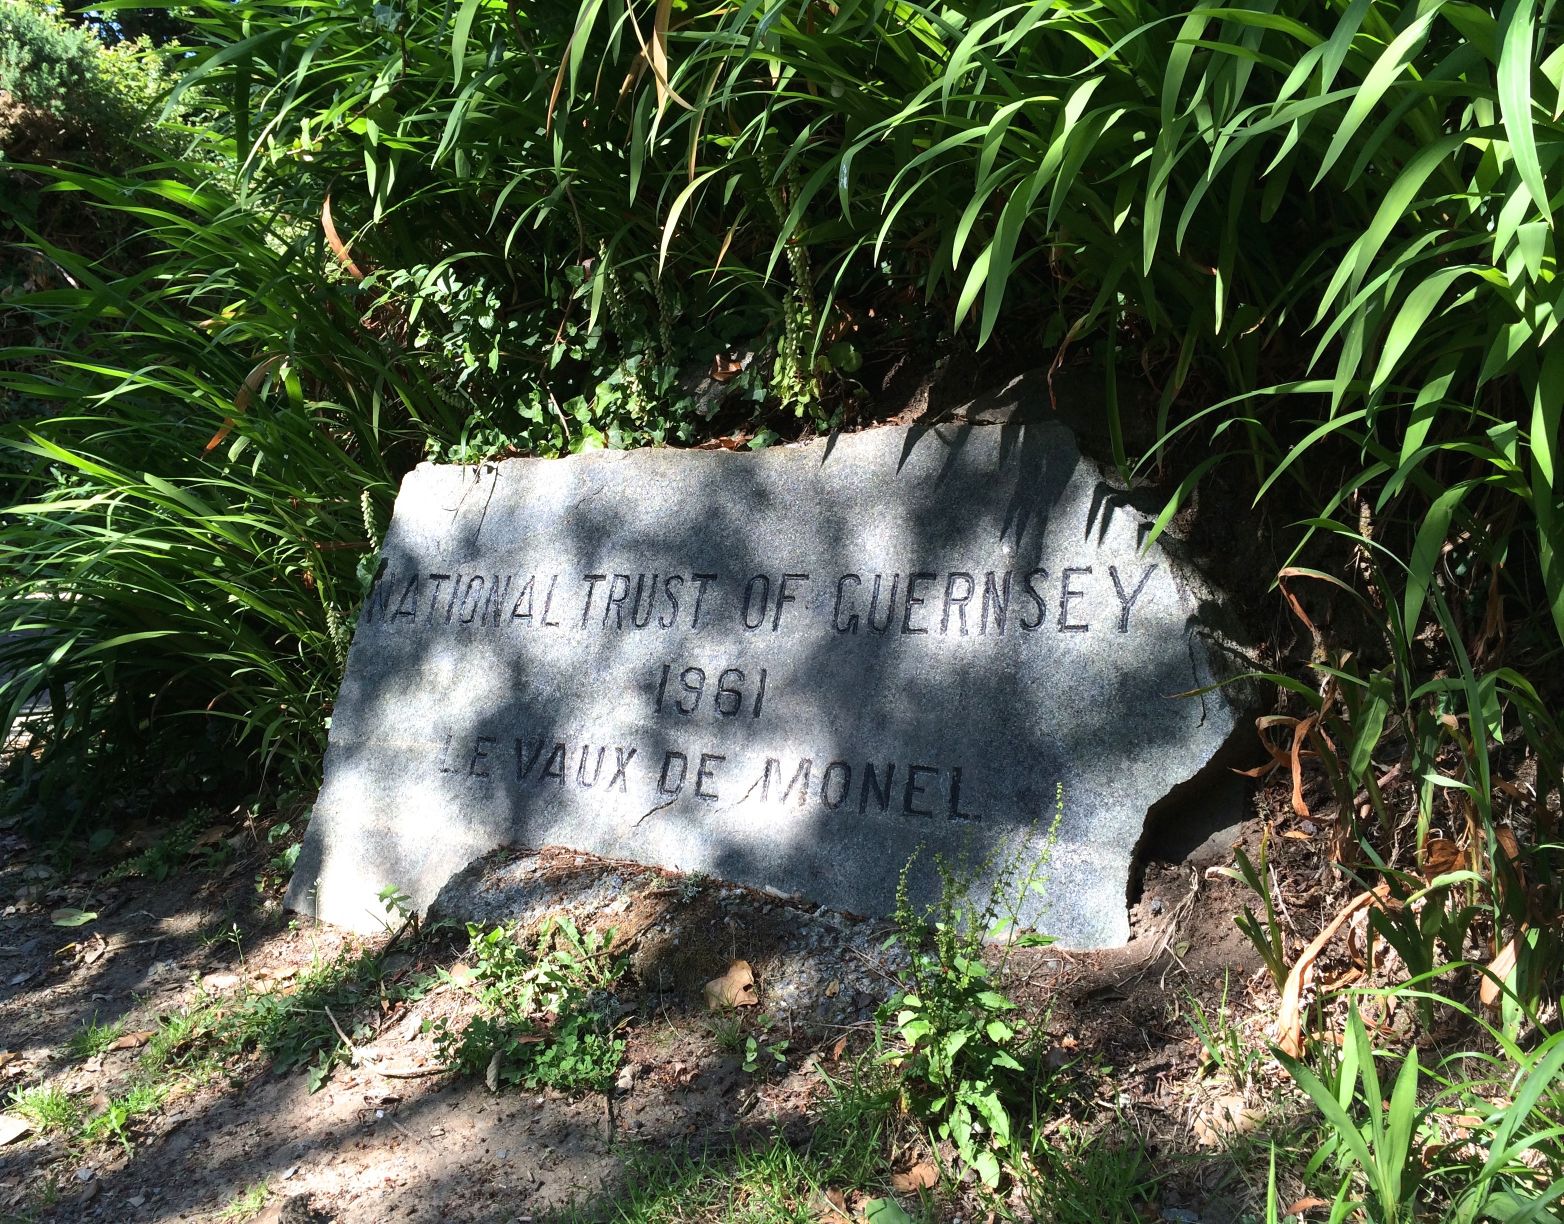 NATIONAL TRUST OF GUERNSEY
1961
LE VAUX DE MONEL.